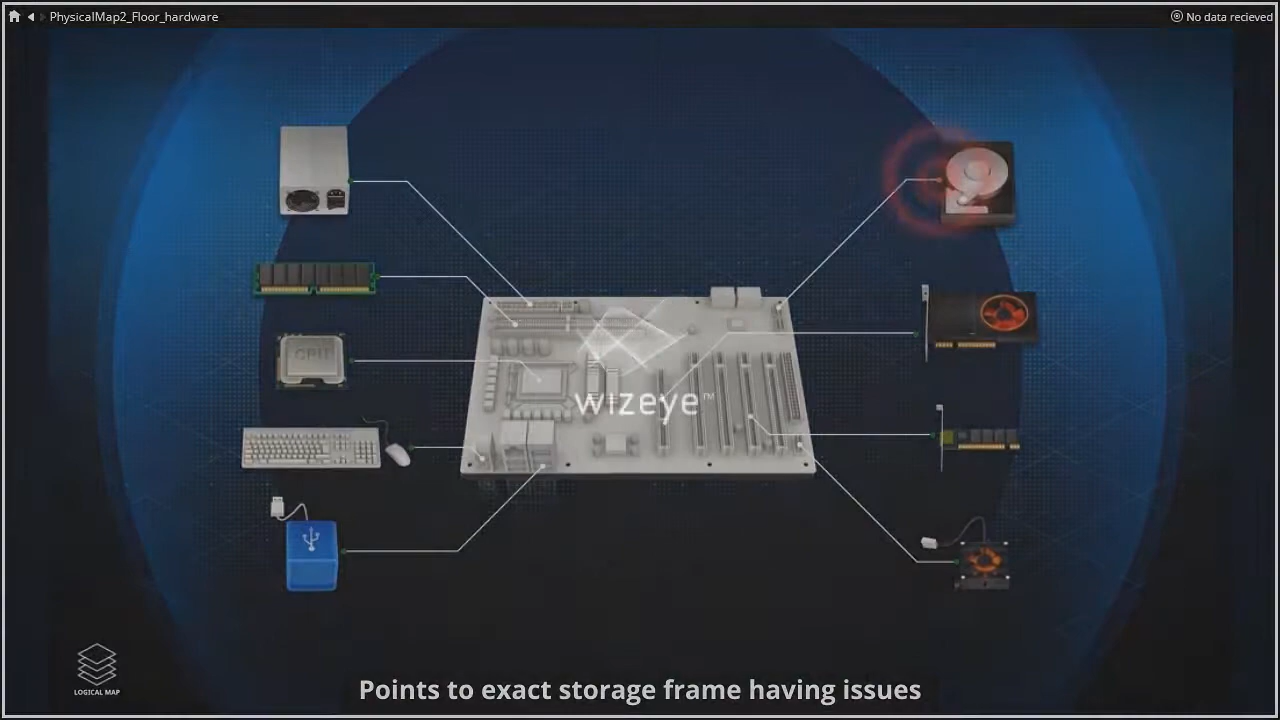 PhysicalMap2_Floor_hardware
No data recieved
CPU
wizeye™
LOGICAL MAP
Points to exact storage frame having issues